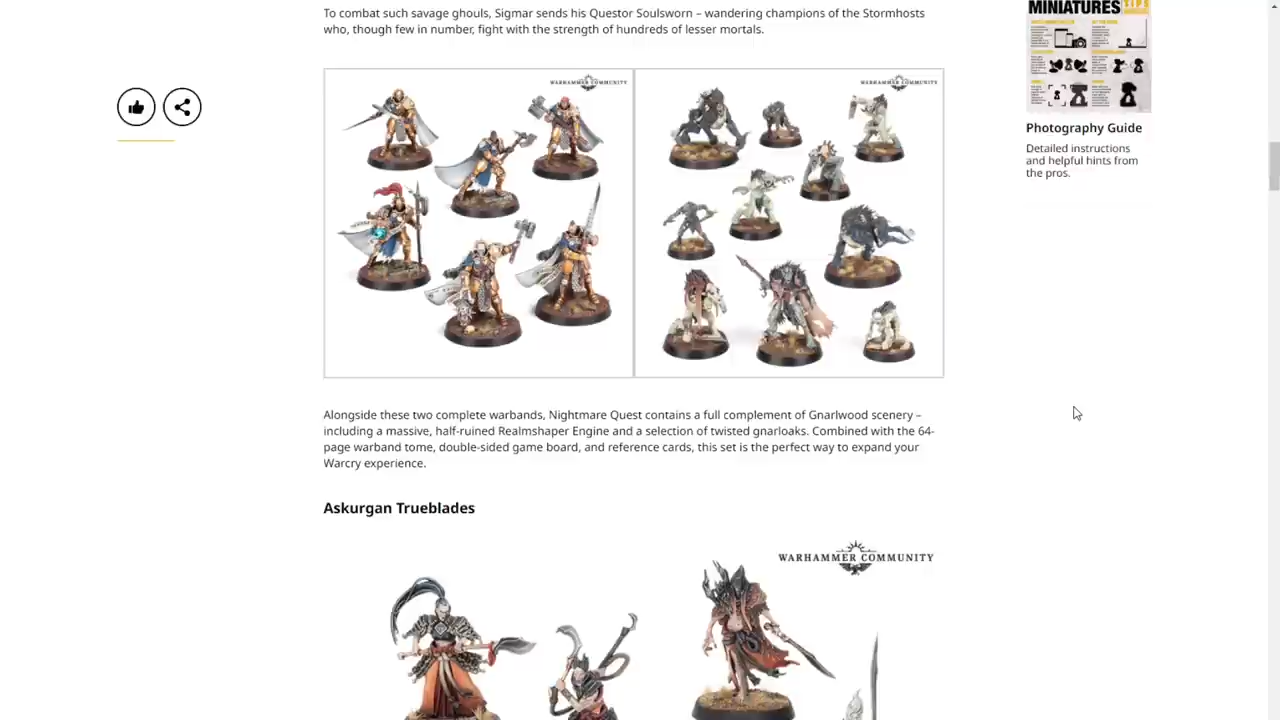 To combat such savage ghouls, Sigmar sends his Questor Soulsworn – wandering champions of the Stormhosts
who, though few in number, fight with the strength of hundreds of lesser mortals.
WARHAMMER COMMUNITY
WARHAMMER COMMUNITY
MINIATURES
Photography Guide
Detailed instructions
and helpful hints from
the pros.
Alongside these two complete warbands, Nightmare Quest contains a full complement of Gnarlwood scenery –
including a massive, half-ruined Realmshaper Engine and a selection of twisted gnarloaks. Combined with the 64-
page warband tome, double-sided game board, and reference cards, this set is the perfect way to expand your
Warcry experience.
Askurgan Trueblades
WARHAMMER COMMUNITY